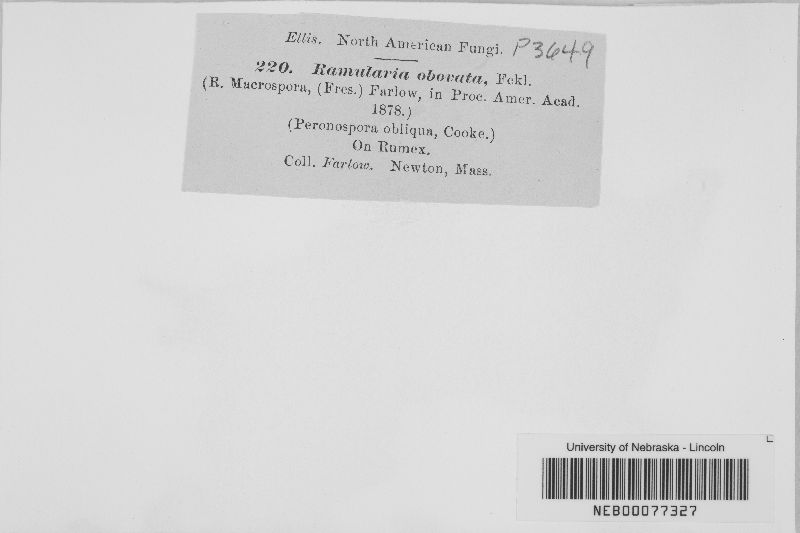 Ellis. North American Fungi. P3649
220. Ramularia obovata, Fckl.
(R. Macrospora, (Fres.) Farlow, in Proc. Amer. Acad.
1878.)
(Peronospora obliqua, Cooke.)
On Rumex.
Coll. Farlow. Newton, Mass.
University of Nebraska - Lincoln
NEB00077327